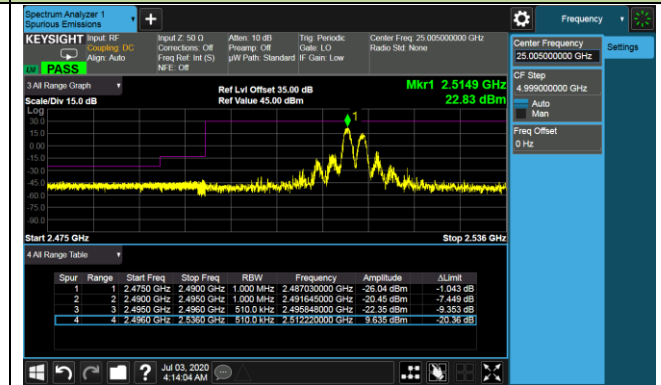 Spectrum Analyzer 1
Spurious Emissions
Frequency
KEYSIGHT
Input: RF
Coupling: DC
Align: Auto
Input Z: 50 Ω
Corrections: Off
Freq Ref: Int (S)
NFE: Off
Atten: 10 dB
Preamp: Off
µW Path: Standard
Trig: Periodic
Gate: LO
IF Gain: Low
Center Freq: 25.005000000 GHz
Radio Std: None
LV PASS
Center Frequency
25.005000000 GHz
Settings
CF Step
4.999000000 GHz
Auto
Man
Freq Offset
0 Hz
3 All Range Graph
Scale/Div 15.0 dB
Ref Lvl Offset 35.00 dB
Ref Value 45.00 dBm
Mkr1 2.5149 GHz
22.83 dBm
Log
30.0
15.0
0.00
-15.0
-30.0
-45.0
-60.0
-75.0
-90.0
1
Start 2.475 GHz
Stop 2.536 GHz
4 All Range Table
Spur Range Start Freq Stop Freq RBW Frequency Amplitude ΔLimit
1 1 2.4750 GHz 2.4900 GHz 1.000 MHz 2.487030000 GHz -26.04 dBm -1.043 dB
2 2 2.4900 GHz 2.4950 GHz 1.000 MHz 2.491645000 GHz -20.45 dBm -7.449 dB
3 3 2.4950 GHz 2.4960 GHz 510.0 kHz 2.495848000 GHz -22.35 dBm -9.353 dB
4 4 2.4960 GHz 2.5360 GHz 510.0 kHz 2.512220000 GHz 9.635 dBm -20.36 dB
?
Jul 03, 2020
4:14:04 AM